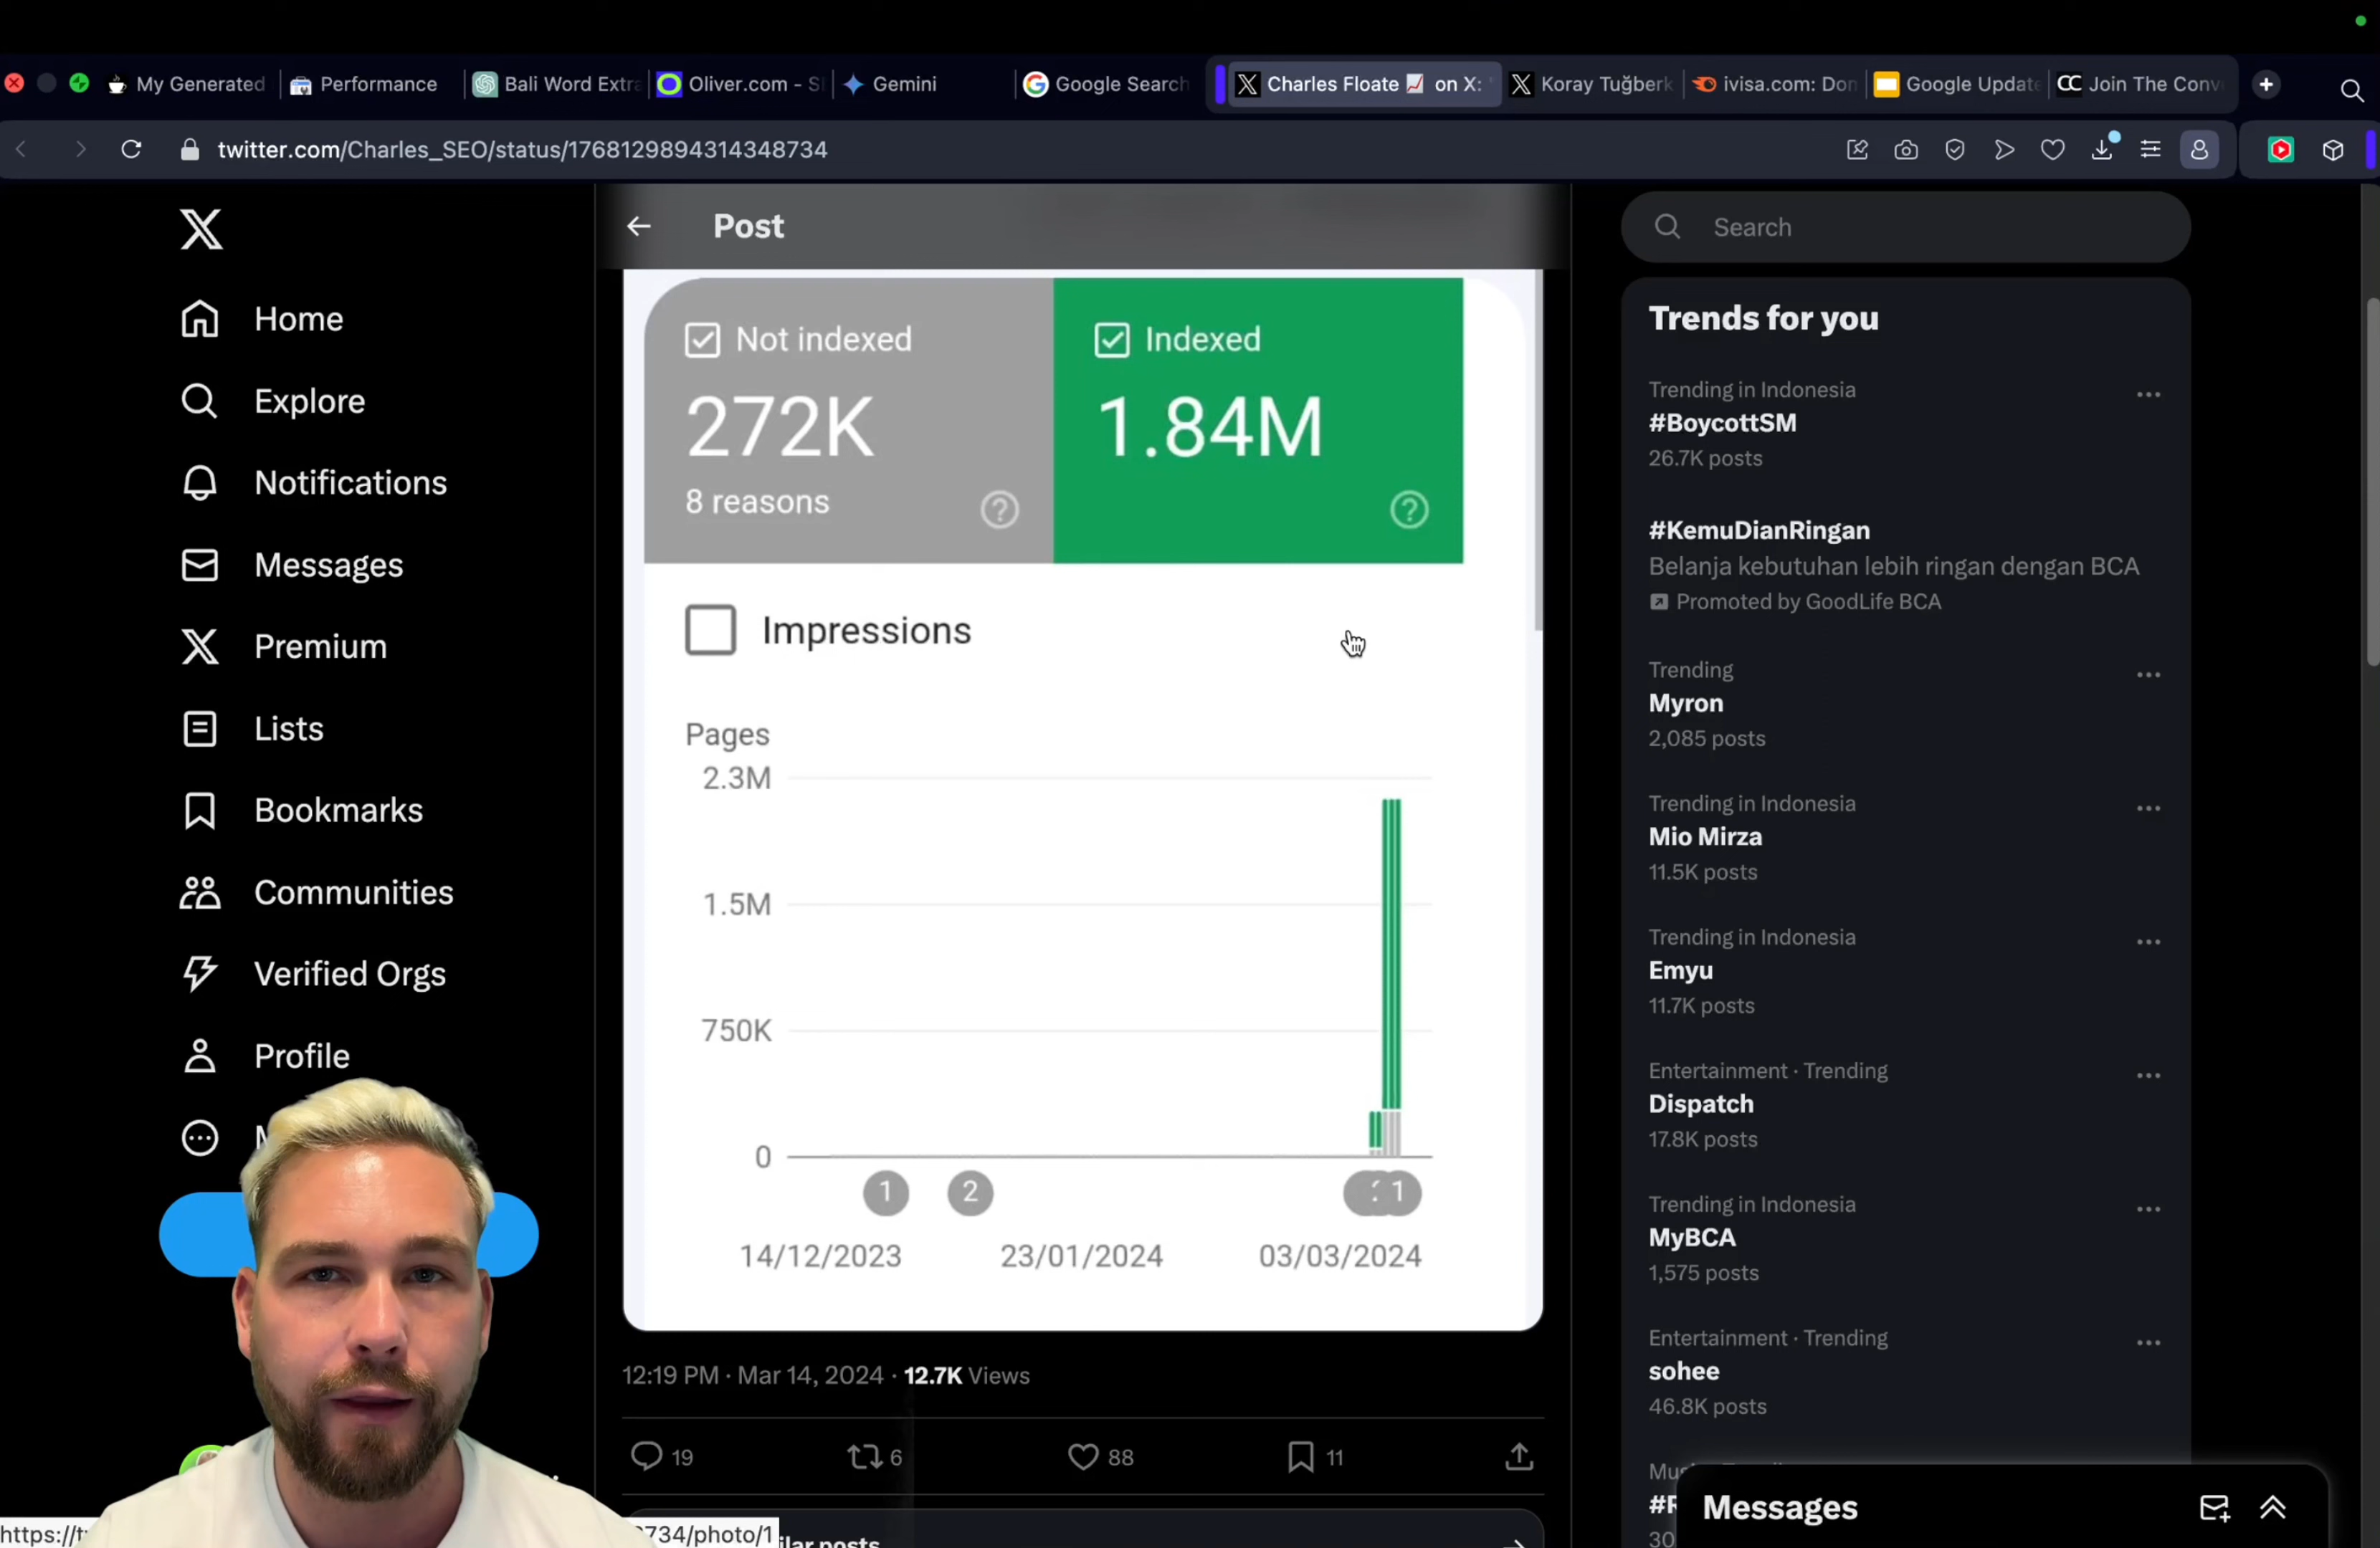 My Generated
Performance
Bali Word Extra
Oliver.com - S
Gemini
Google Search
Charles Floate 📈 on X: "
Koray Tuğberk
ivisa.com: Dom
Google Update
CC Join The Conv
twitter.com/Charles_SEO/status/1768129894314348734
Home
Explore
Notifications
Messages
Premium
Lists
Bookmarks
Communities
Verified Orgs
Profile
Post
Not indexed
272K
8 reasons
Indexed
1.84M
Impressions
Pages
2.3M
1.5M
750K
0
1 2 1
14/12/2023 23/01/2024 03/03/2024
12:19 PM · Mar 14, 2024 · 12.7K Views
19 6 88 11
https://t
734/photo/1
posts
Search
Trends for you
Trending in Indonesia
#BoycottSM
26.7K posts
#KemuDianRingan
Belanja kebutuhan lebih ringan dengan BCA
Promoted by GoodLife BCA
Trending
Myron
2,085 posts
Trending in Indonesia
Mio Mirza
11.5K posts
Trending in Indonesia
Emyu
11.7K posts
Entertainment · Trending
Dispatch
17.8K posts
Trending in Indonesia
MyBCA
1,575 posts
Entertainment · Trending
sohee
46.8K posts
Messages